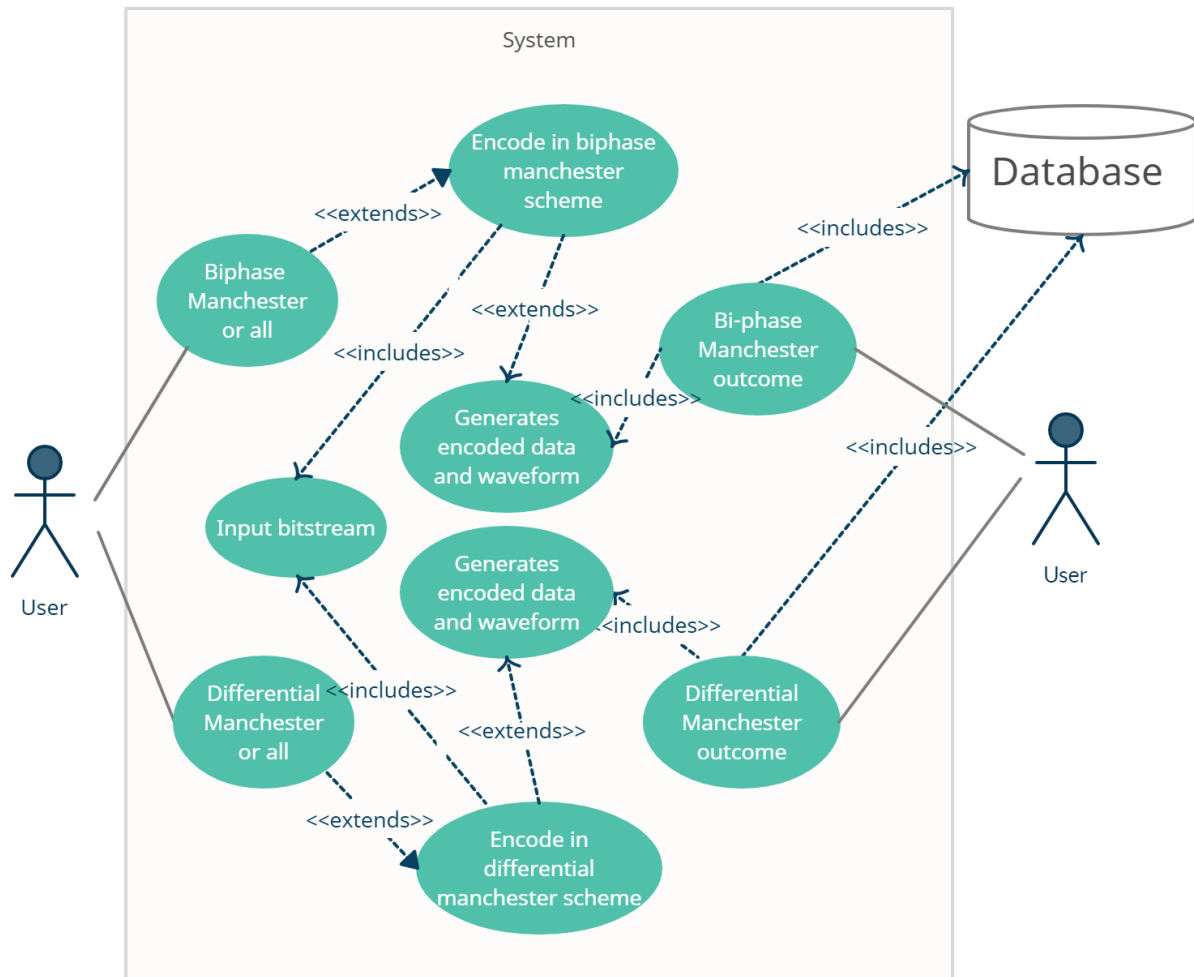 System
Encode in biphase
manchester
scheme
Database
<<extends>>
<<includes>>
Biphase
Manchester
or all
<<extends>>
Bi-phase
Manchester
outcome
<<includes>>
<<includes>>
Generates
encoded data
and waveform
<<includes>>
Input bitstream
Generates
encoded data
and waveform
User
User
<<includes>>
Differential
Manchester
or all
<<includes>>
<<extends>>
Differential
Manchester
outcome
<<extends>>
Encode in
differential
manchester scheme